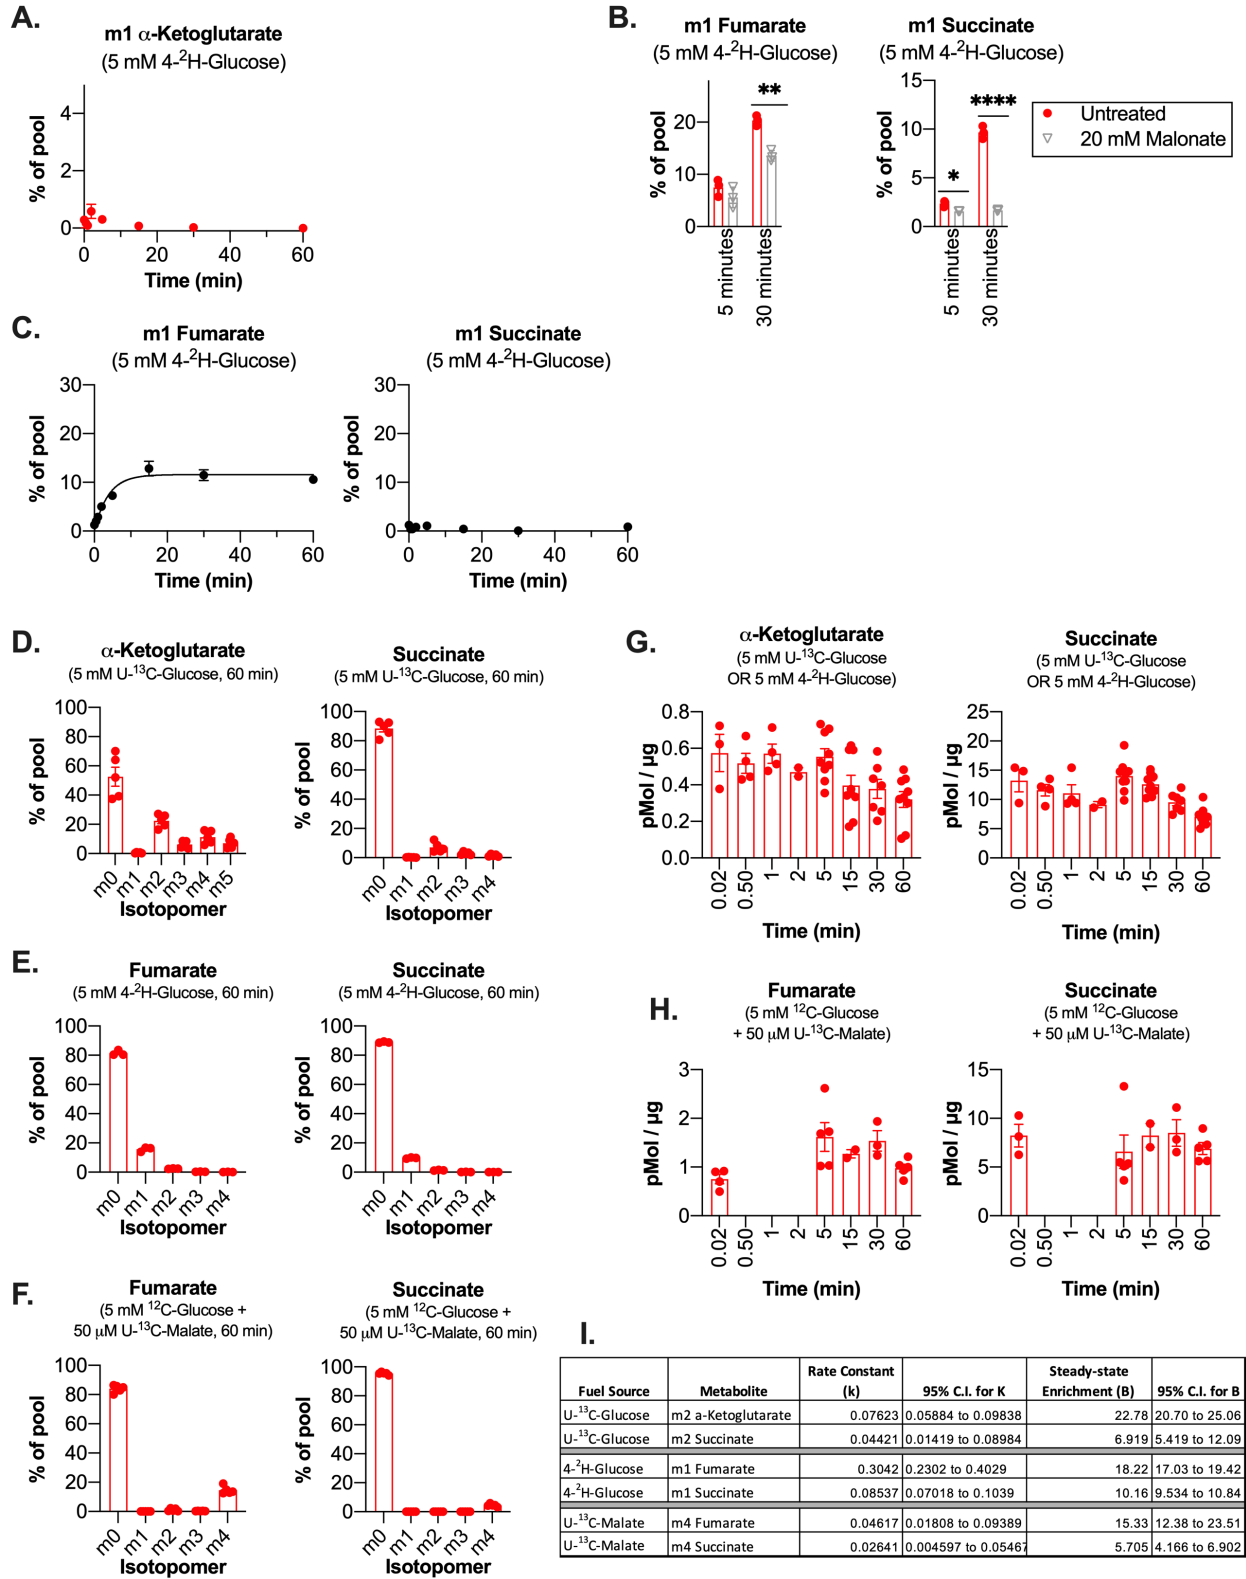 A.
m1 α-Ketoglutarate
(5 mM 4-²H-Glucose)
% of pool
4
2
0
0 20 40 60
Time (min)
B.
m1 Fumarate
(5 mM 4-²H-Glucose)
% of pool
20
10
0
**
5 minutes
30 minutes
m1 Succinate
(5 mM 4-²H-Glucose)
% of pool
15
10
5
0
*
****
5 minutes
30 minutes
Untreated
20 mM Malonate
C.
m1 Fumarate
(5 mM 4-²H-Glucose)
% of pool
30
20
10
0
0 20 40 60
Time (min)
m1 Succinate
(5 mM 4-²H-Glucose)
% of pool
30
20
10
0
0 20 40 60
Time (min)
D.
α-Ketoglutarate
(5 mM U-¹³C-Glucose, 60 min)
% of pool
100
80
60
40
20
0
m0 m1 m2 m3 m4 m5
Isotopomer
Succinate
(5 mM U-¹³C-Glucose, 60 min)
% of pool
100
80
60
40
20
0
m0 m1 m2 m3 m4
Isotopomer
E.
Fumarate
(5 mM 4-²H-Glucose, 60 min)
% of pool
100
80
60
40
20
0
m0 m1 m2 m3 m4
Isotopomer
Succinate
(5 mM 4-²H-Glucose, 60 min)
% of pool
100
80
60
40
20
0
m0 m1 m2 m3 m4
Isotopomer
F.
Fumarate
(5 mM ¹²C-Glucose +
50 µM U-¹³C-Malate, 60 min)
% of pool
100
80
60
40
20
0
m0 m1 m2 m3 m4
Isotopomer
Succinate
(5 mM ¹²C-Glucose +
50 µM U-¹³C-Malate, 60 min)
% of pool
100
80
60
40
20
0
m0 m1 m2 m3 m4
Isotopomer
G.
α-Ketoglutarate
(5 mM U-¹³C-Glucose
OR 5 mM 4-²H-Glucose)
pMol / µg
0.8
0.6
0.4
0.2
0.0
0.02 0.50 1 2 5 15 30 60
Time (min)
Succinate
(5 mM U-¹³C-Glucose
OR 5 mM 4-²H-Glucose)
pMol / µg
25
20
15
10
5
0
0.02 0.50 1 2 5 15 30 60
Time (min)
H.
Fumarate
(5 mM ¹²C-Glucose
+ 50 µM U-¹³C-Malate)
pMol / µg
3
2
1
0
0.02 0.50 1 2 5 15 30 60
Time (min)
Succinate
(5 mM ¹²C-Glucose
+ 50 µM U-¹³C-Malate)
pMol / µg
15
10
5
0
0.02 0.50 1 2 5 15 30 60
Time (min)
I.
Fuel Source Metabolite Rate Constant (k) 95% C.I. for K Steady-state Enrichment (B) 95% C.I. for B
U-¹³C-Glucose m2 a-Ketoglutarate 0.07623 0.05884 to 0.09838 22.78 20.70 to 25.06
U-¹³C-Glucose m2 Succinate 0.04421 0.01419 to 0.08984 6.919 5.419 to 12.09
4-²H-Glucose m1 Fumarate 0.3042 0.2302 to 0.4029 18.22 17.03 to 19.42
4-²H-Glucose m1 Succinate 0.08537 0.07018 to 0.1039 10.16 9.534 to 10.84
U-¹³C-Malate m4 Fumarate 0.04617 0.01808 to 0.09389 15.33 12.38 to 23.51
U-¹³C-Malate m4 Succinate 0.02641 0.004597 to 0.05467 5.705 4.166 to 6.902